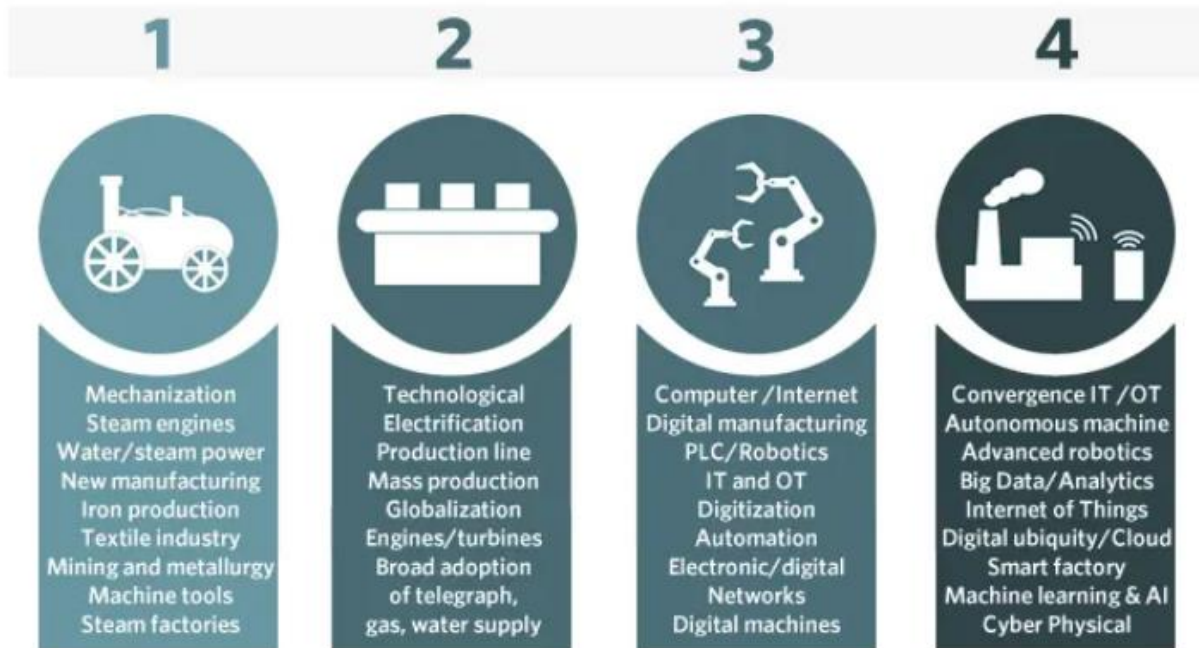 1
2
3
4
Mechanization
Steam engines
Water/steam power
New manufacturing
Iron production
Textile industry
Mining and metallurgy
Machine tools
Steam factories
Technological
Electrification
Production line
Mass production
Globalization
Engines/turbines
Broad adoption
of telegraph,
gas, water supply
Computer /Internet
Digital manufacturing
PLC/Robotics
IT and OT
Digitization
Automation
Electronic/digital
Networks
Digital machines
Convergence IT /OT
Autonomous machine
Advanced robotics
Big Data/Analytics
Internet of Things
Digital ubiquity/Cloud
Smart factory
Machine learning & AI
Cyber Physical